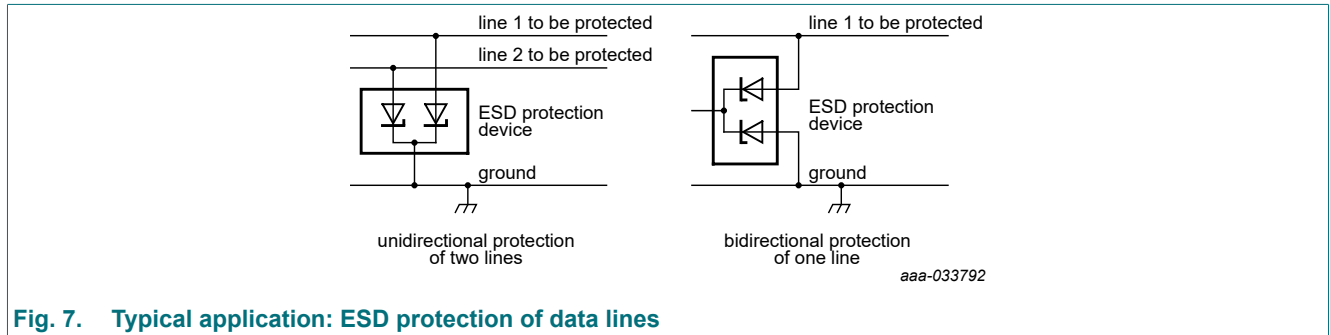 line 1 to be protected
line 2 to be protected
ESD protection
device
ground
unidirectional protection
of two lines
line 1 to be protected
ESD protection
device
ground
bidirectional protection
of one line
aaa-033792
Fig. 7. Typical application: ESD protection of data lines